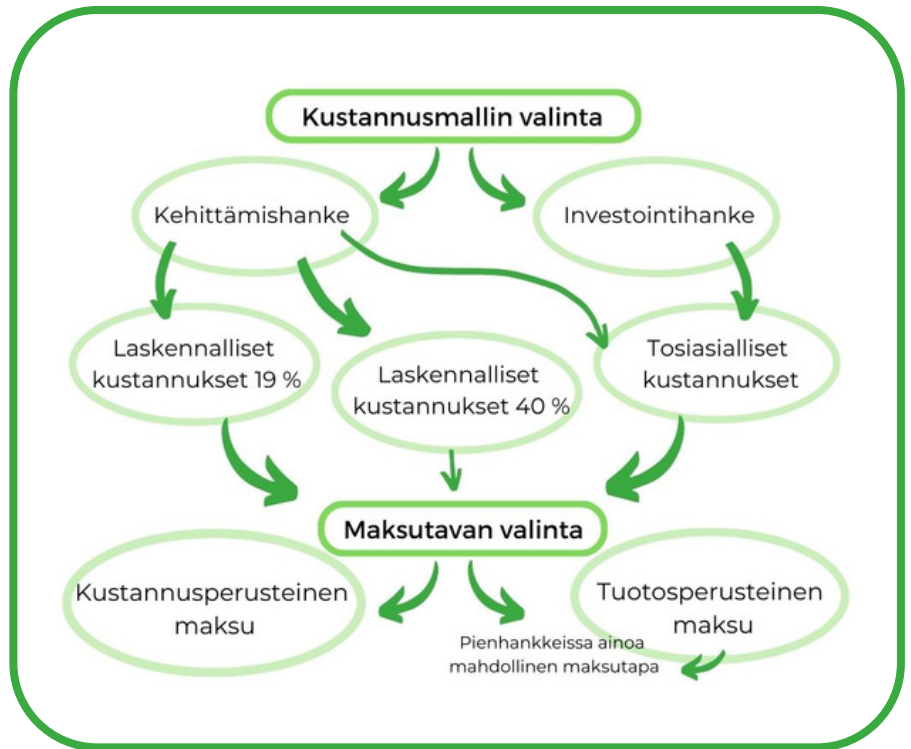 Kustannusmallin valinta
Kehittämishanke
Investointihanke
Laskennalliset
kustannukset 19 %
Laskennalliset
kustannukset 40 %
Tosiasialliset
kustannukset
Maksutavan valinta
Kustannusperusteinen
maksu
Tuotosperusteinen
maksu
Pienhankkeissa ainoa
mahdollinen maksutapa